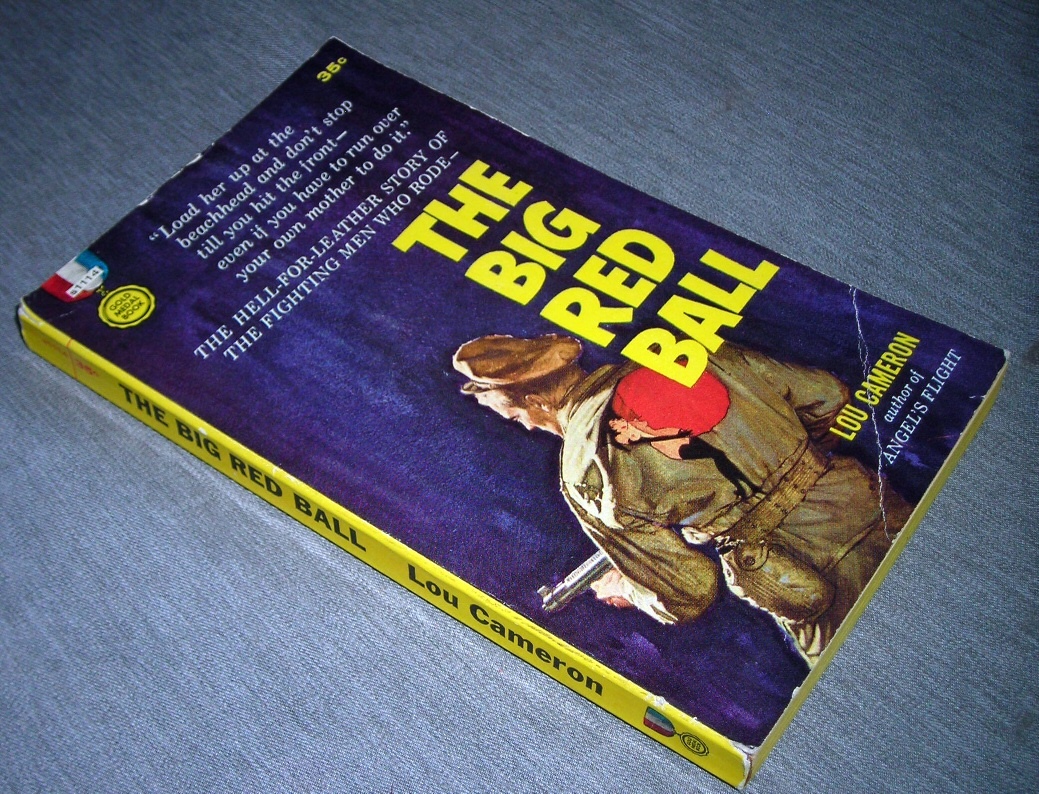 35c
"Load her up at the
beachhead and don't stop
till you hit the front—
even if you have to run over
your own mother to do it."
THE HELL-FOR-LEATHER STORY OF
THE FIGHTING MEN WHO RODE—
s1114
GOLD
MEDAL
BOOK
THE
BIG
RED
BALL
LOU CAMERON
author of
ANGEL'S FLIGHT
35c
THE BIG RED BALL
Lou Cameron